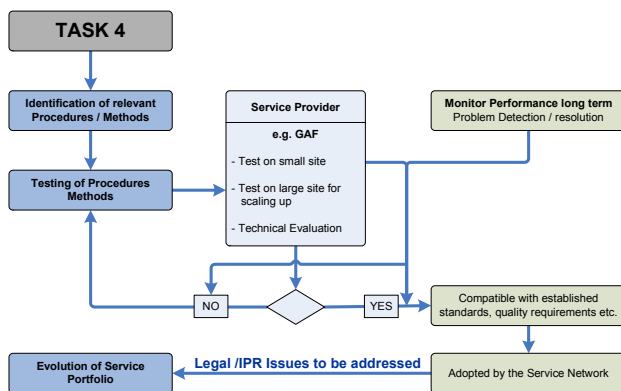 TASK 4
Identification of relevant
Procedures / Methods
Testing of Procedures
Methods
Service Provider
e.g. GAF
- Test on small site
- Test on large site for
scaling up
- Technical Evaluation
Monitor Performance long term
Problem Detection / resolution
NO
YES
Compatible with established
standards, quality requirements etc.
Adopted by the Service Network
Legal /IPR Issues to be addressed
Evolution of Service
Portfolio